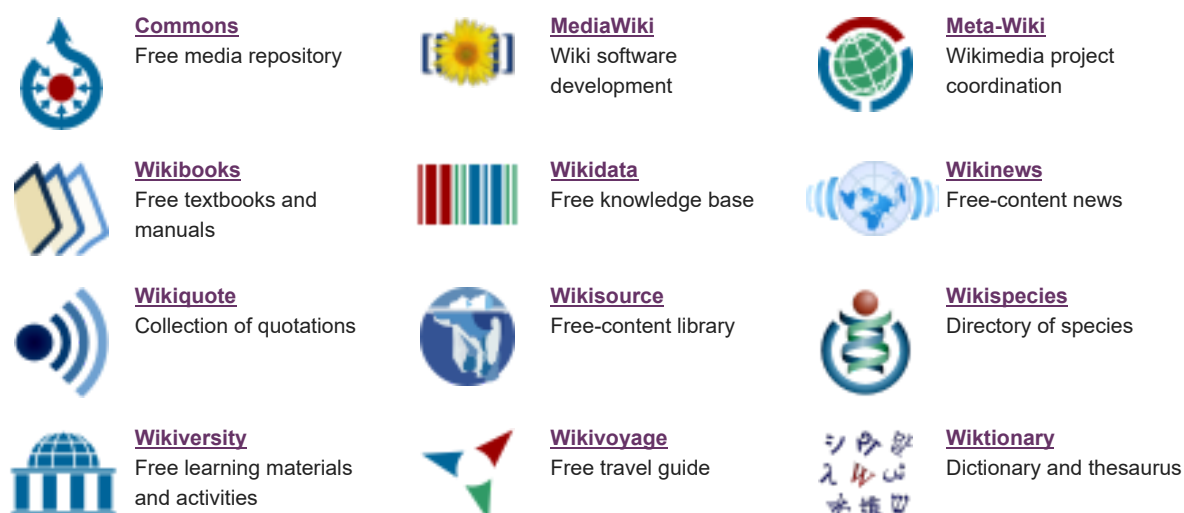 Commons
Free media repository
MediaWiki
Wiki software
development
Meta-Wiki
Wikimedia project
coordination
Wikibooks
Free textbooks and
manuals
Wikidata
Free knowledge base
Wikinews
Free-content news
Wikiquote
Collection of quotations
Wikisource
Free-content library
Wikispecies
Directory of species
Wikiversity
Free learning materials
and activities
Wikivoyage
Free travel guide
Wiktionary
Dictionary and thesaurus